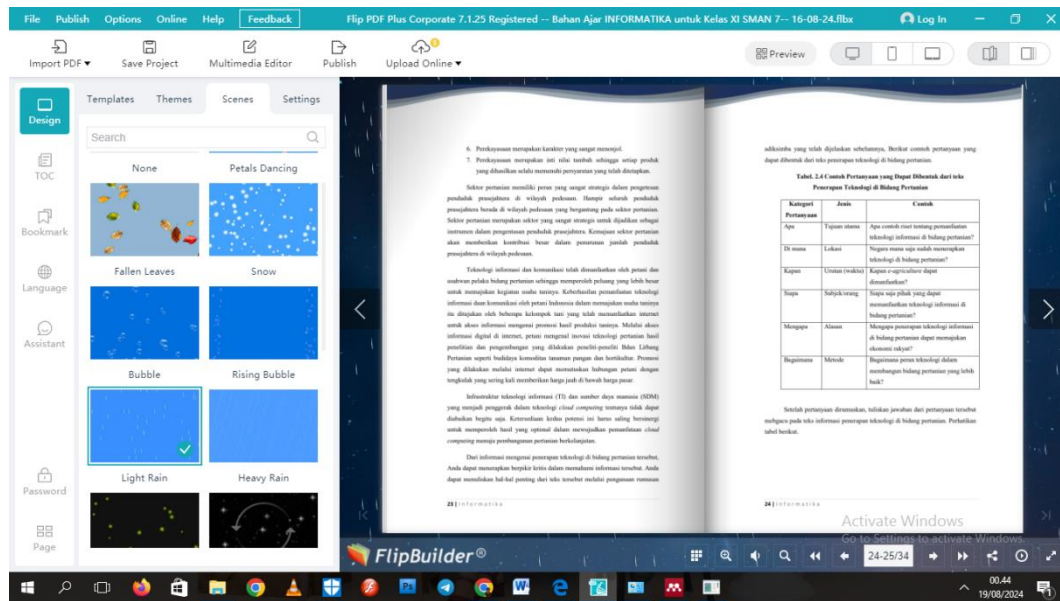 File Publish Options Online Help Feedback Flip PDF Plus Corporate 7.1.25 Registered -- Bahan Ajar INFORMATIKA untuk Kelas XI SMAN 7-- 16-08-24.flbx Log In
Import PDF Save Project Multimedia Editor Publish Upload Online Preview
Design
TOC
Bookmark
Language
Assistant
Password
Page
Templates Themes Scenes Settings
Search
None Petals Dancing
Fallen Leaves Snow
Bubble Rising Bubble
Light Rain Heavy Rain
6. Perekayasaan merupakan karakter yang sangat menonjol.
7. Perekayasaan merupakan inti nilai tambah sehingga setiap produk
yang dihasilkan selalu memenuhi persyaratan yang telah ditetapkan.
Sektor pertanian memiliki peran yang sangat strategis dalam pengetesan
penduduk prasejahtera di wilayah pedesaan. Hampir seluruh penduduk
prasejahtera berada di wilayah pedesaan yang bergantung pada sektor pertanian.
Sektor pertanian merupakan sektor yang sangat strategis untuk dijadikan sebagai
instrumen dalam pengentasan penduduk prasejahtera. Kemajuan sektor pertanian
akan memberikan kontribusi besar dalam penurunan jumlah penduduk
prasejahtera di wilayah pedesaan.
Teknologi informasi dan komunikasi telah dimanfaatkan oleh petani dan
usahwan pelaku bidang pertanian sehingga memperoleh peluang yang lebih besar
untuk memajukan kegiatan usaha taninya. Keberhasilan pemanfaatan teknologi
informasi daan komunikasi oleh petani Indonesia dalam memajukan usaha taninya
itu ditujukan oleh beberapa kelompok tani yang telah memanfaatkan internet
untuk akses informasi mengenai promosi hasil produksi taninya. Melalui akses
informasi digital di internet, petani mengenal inovasi teknologi pertanian hasil
penelitian dan pengembangan yang dilakukan peneliti-peneliti Bdan Litbang
Pertanian seperti budidaya komoditas tanaman pangan dan hortikultur. Promosi
yang dilakukan melalui internet dapat memutuskan hubungan petani dengan
tengkulak yang sering kali memberikan harga jauh di bawah harga pasar.
Infrastruktur teknologi informasi (TI) dan sumber daya manusia (SDM)
yang menjadi penggerak dalam teknologi cloud computing tentunya tidak dapat
diabaikan begitu saja. Ketersediaan kedua potensi ini harus saling bersinergi
untuk memperoleh hasil yang optimal dalam mewujudkan pemanfaatan cloud
computing menuju pembangunan pertanian berkelanjutan.
Dari informasi mengenai penerapan teknologi di bidang pertanian tersebut,
Anda dapat menerapkan berpikir kritis dalam memahami informasi tersebut. Anda
dapat menuliskan hal-hal penting dari teks tersebut melalui penggunaan rumusan
23 | Informatika
adiksimba yang telah dijelaskan sebelumnya, Berikut contoh pertanyaan yang
dapat dibentuk dari teks penerapan teknologi di bidang pertanian.
Tabel. 2.4 Contoh Pertanyaan yang Dapat Dibentuk dari teks
Penerapan Teknologi di Bidang Pertanian
Kategori Jenis Contoh
Pertanyaan
Apa Tujuan utama Apa contoh riset tentang pemanfaatan
teknologi informasi di bidang pertanian?
Di mana Lokasi Negara mana saja sudah menerapkan
teknologi di bidang pertanian?
Kapan Urutan (waktu) Kapan e-agriculture dapat
dimanfaatkan?
Siapa Subjek/orang Siapa saja pihak yang dapat
memanfaatkan teknologi informasi di
bidang pertanian?
Mengapa Alasan Mengapa penerapan teknologi informasi
di bidang pertanian dapat memajukan
ekonomi rakyat?
Bagaimana Metode Bagaimana peran teknologi dalam
membangun bidang pertanian yang lebih
baik?
Setelah pertanyaan dirumuskan, tuliskan jawaban dari pertanyaan tersebut
mengacu pada teks informasi penerapan teknologi di bidang pertanian. Perhatikan
tabel berikut.
24 | Informatika
Activate Windows
Go to Settings to activate Windows.
FlipBuilder®
24-25/34
00.44
19/08/2024